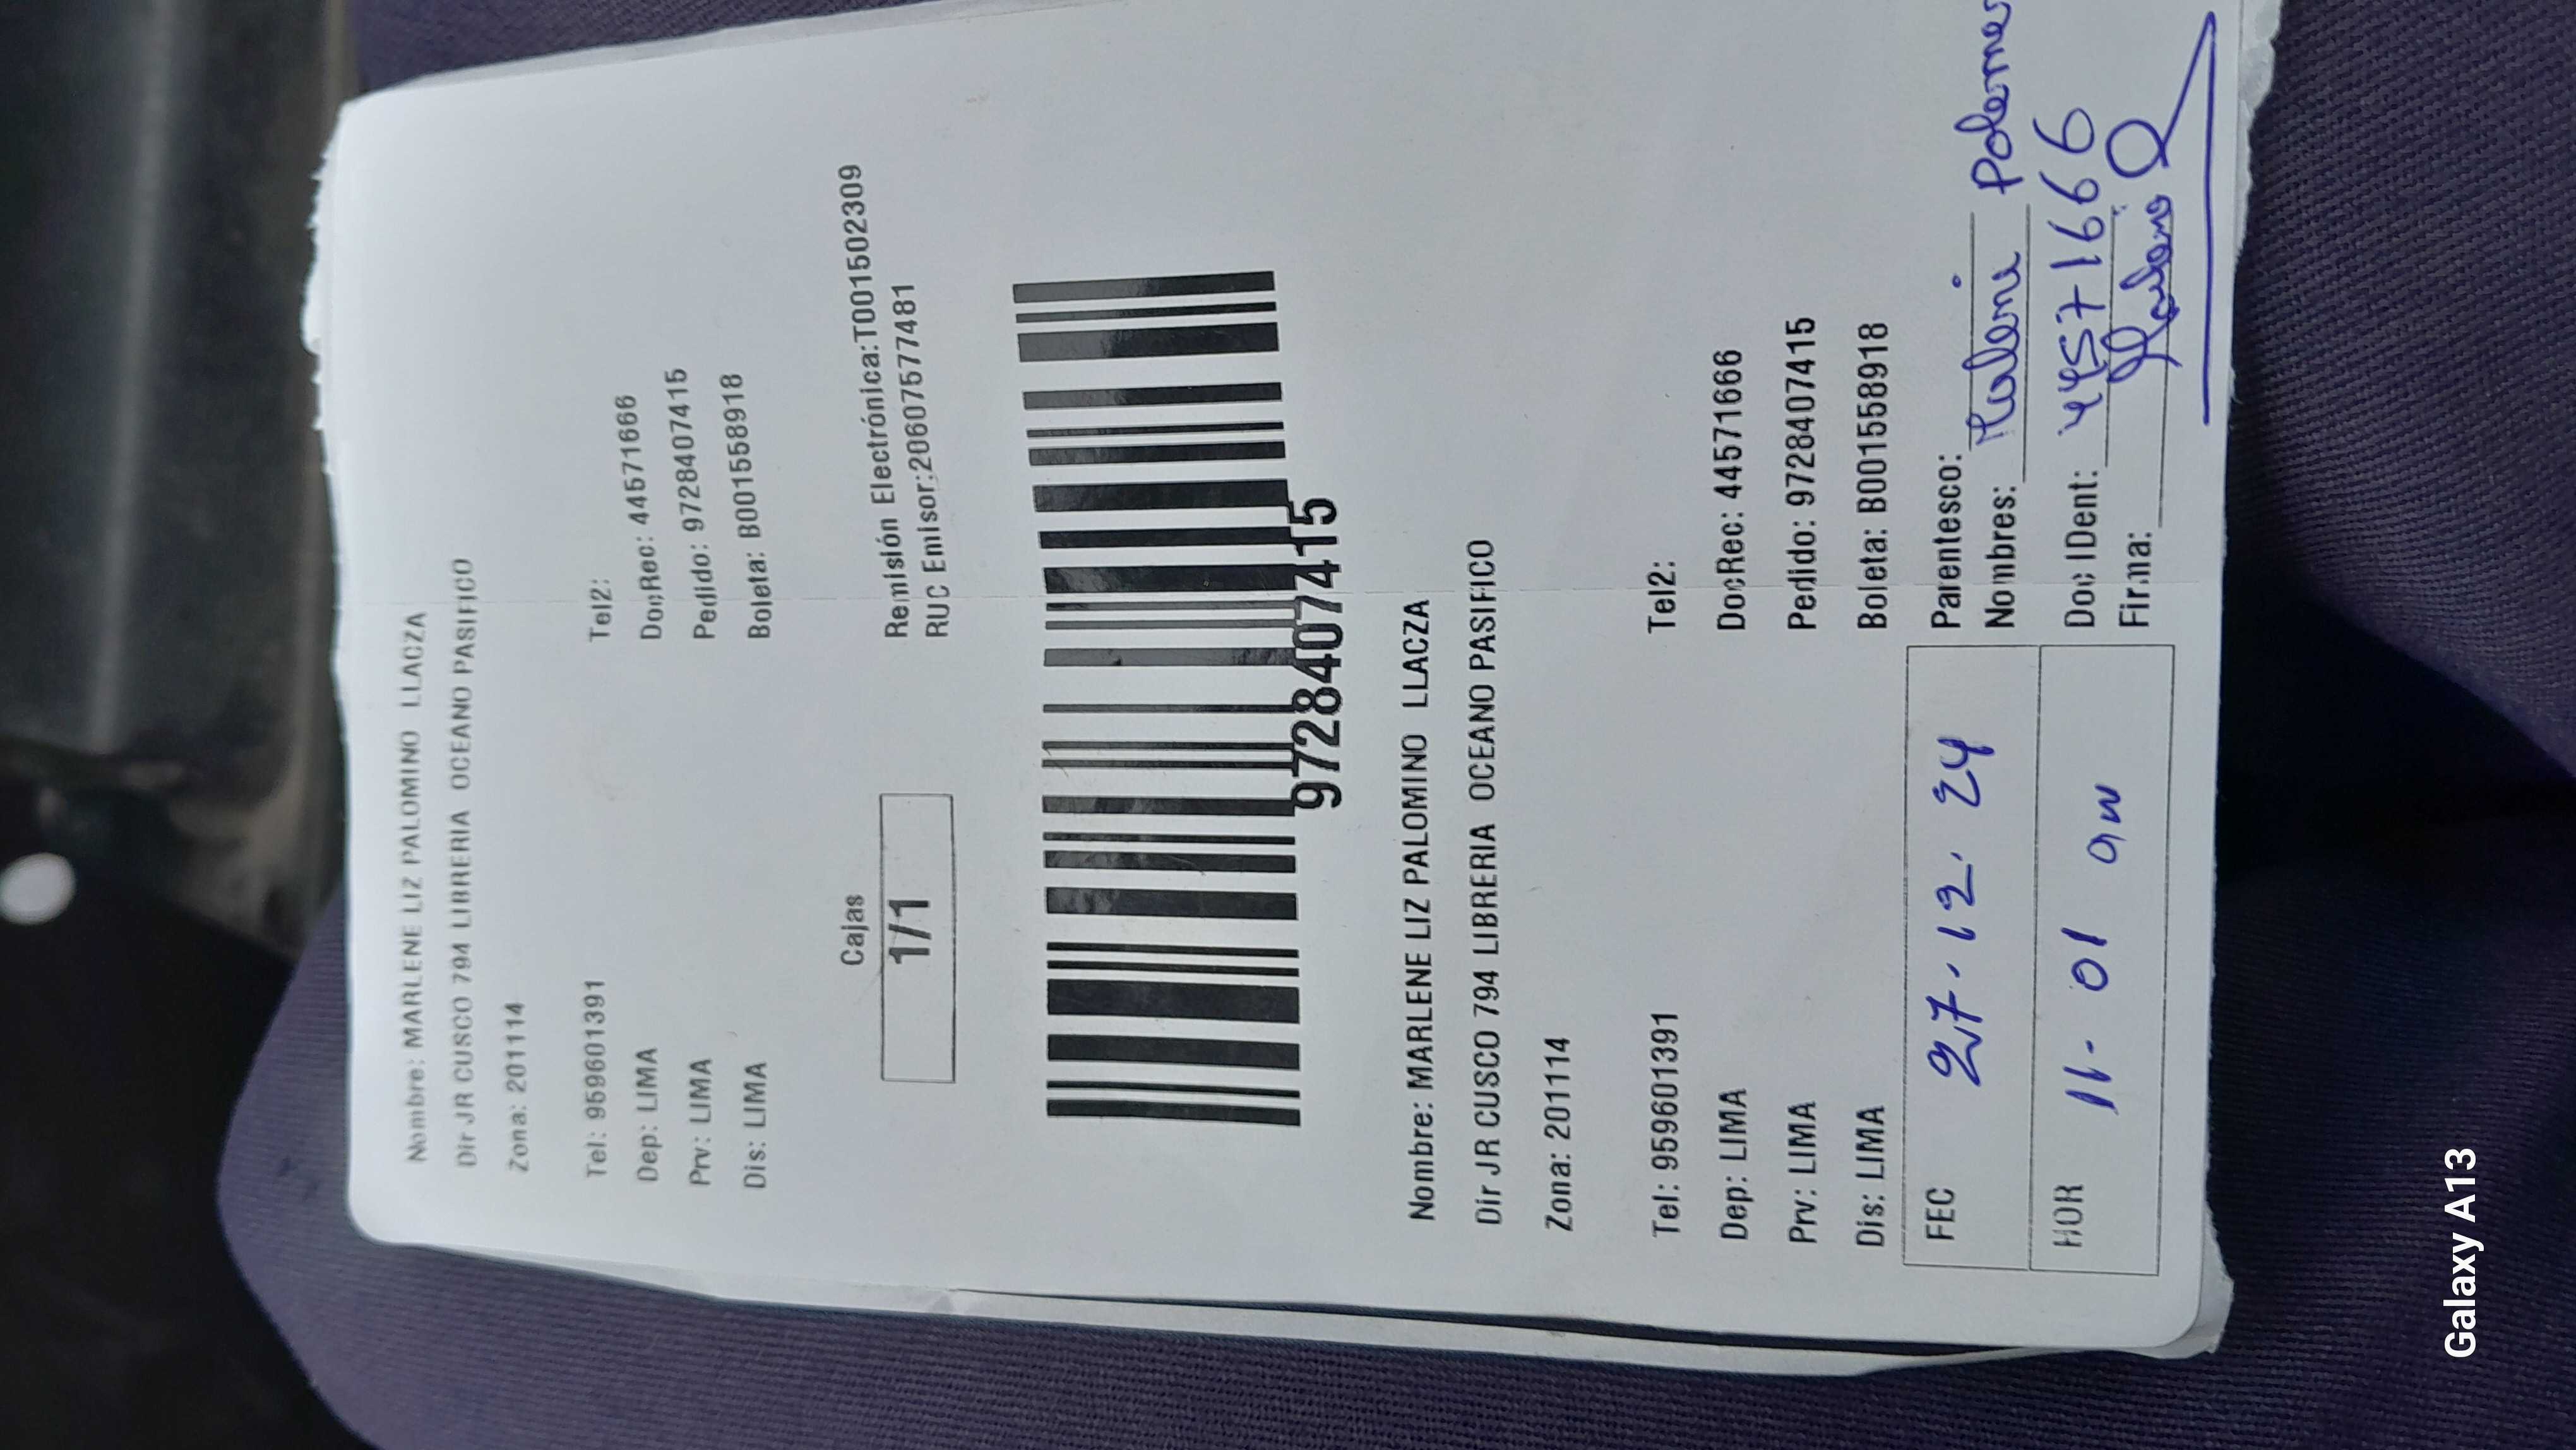 Nombre: MARLENE LIZ PALOMINO LLACZA
Dir JR CUSCO 794 LIBRERIA OCEANO PASIFICO
Zona: 201114
Tel: 959601391 Tel2:
Dep: LIMA DocRec: 44571666
Prv: LIMA Pedido: 9728407415
Dis: LIMA Boleta: B001558918
Cajas
1/1
Remisión Electrónica:T001502309
RUC Emisor:20607577481
9728407415
Nombre: MARLENE LIZ PALOMINO LLACZA
Dir JR CUSCO 794 LIBRERIA OCEANO PASIFICO
Zona: 201114
Tel: 959601391 Tel2:
Dep: LIMA DocRec: 44571666
Prv: LIMA Pedido: 9728407415
Dis: LIMA Boleta: B001558918
FEC 27.12.24 Parentesco:
Nombres:
HOR 11-01 am Doc IDent: 44571666
Firma:
Galaxy A13